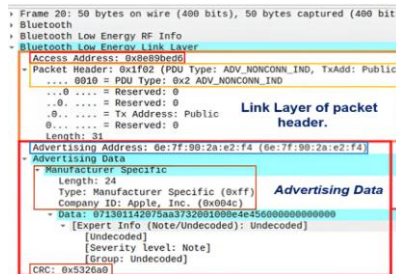 Frame 20: 50 bytes on wire (400 bits), 50 bytes captured (400 bit
Bluetooth
Bluetooth Low Energy RF Info
Bluetooth Low Energy Link Layer
Access Address: 0x8e89bed6
Packet Header: 0x1f02 (PDU Type: ADV_NONCONN_IND, TxAdd: Public
.... 0010 = PDU Type: 0x2 ADV_NONCONN_IND
...0 .... = Reserved: 0
..0. .... = Reserved: 0
.0.. .... = Tx Address: Public
0... .... = Reserved: 0
Length: 31
Link Layer of packet
header.
Advertising Address: 6e:7f:90:2a:e2:f4 (6e:7f:90:2a:e2:f4)
Advertising Data
Manufacturer Specific
Length: 24
Type: Manufacturer Specific (0xff)
Company ID: Apple, Inc. (0x004c)
Advertising Data
Data: 071301142075aa3732001000e4e456000000000000
[Expert Info (Note/Undecoded): Undecoded]
[Undecoded]
[Severity level: Note]
[Group: Undecoded]
CRC: 0x5326a0